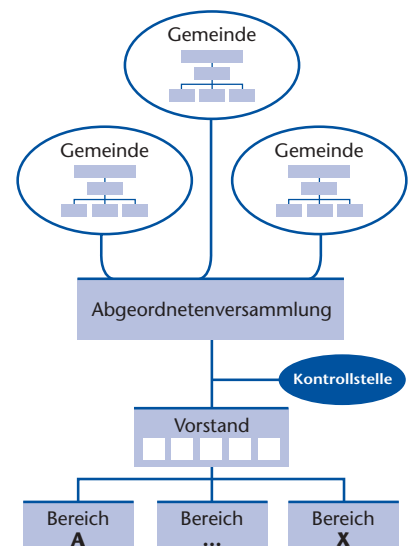 Gemeinde
Gemeinde
Gemeinde
Abgeordnetenversammlung
Kontrollstelle
Vorstand
Bereich
A
Bereich
...
Bereich
X